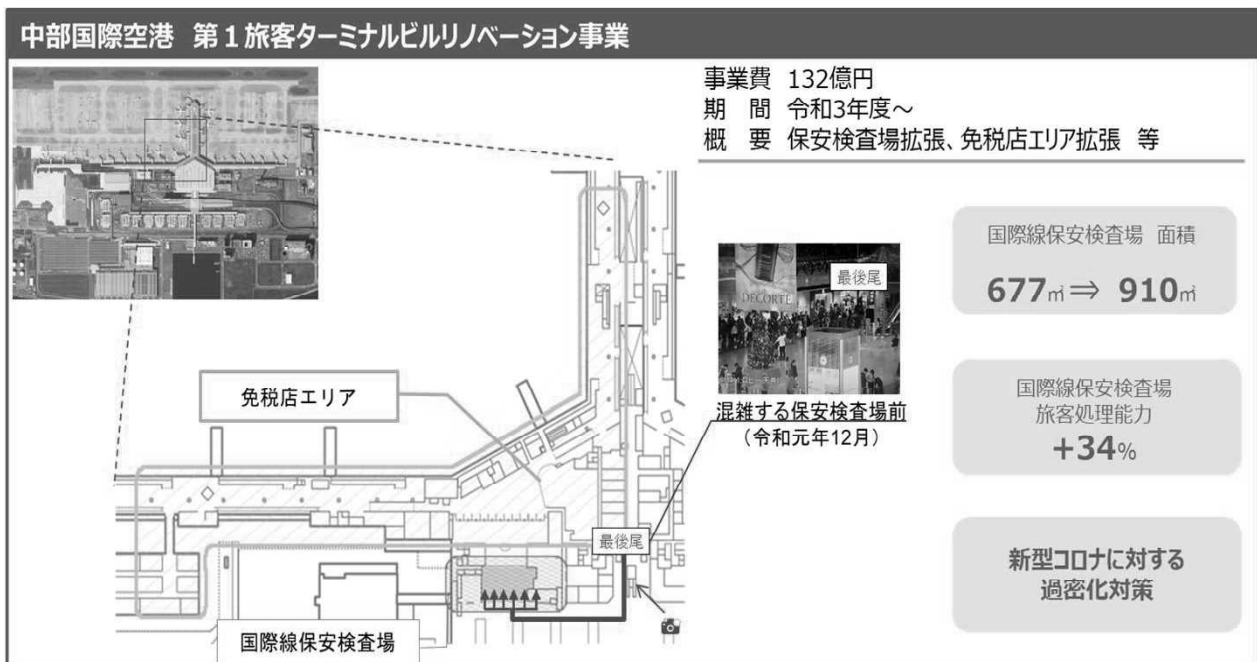 中部国際空港 第1旅客ターミナルビルリノベーション事業
事業費 132億円
期 間 令和3年度～
概 要 保安検査場拡張、免税店エリア拡張 等
国際線保安検査場 面積
677㎡⇒ 910㎡
最後尾
DECORTÉ
混雑する保安検査場前
(令和元年12月)
国際線保安検査場
旅客処理能力
+34%
免税店エリア
最後尾
新型コロナに対する
過密化対策
国際線保安検査場